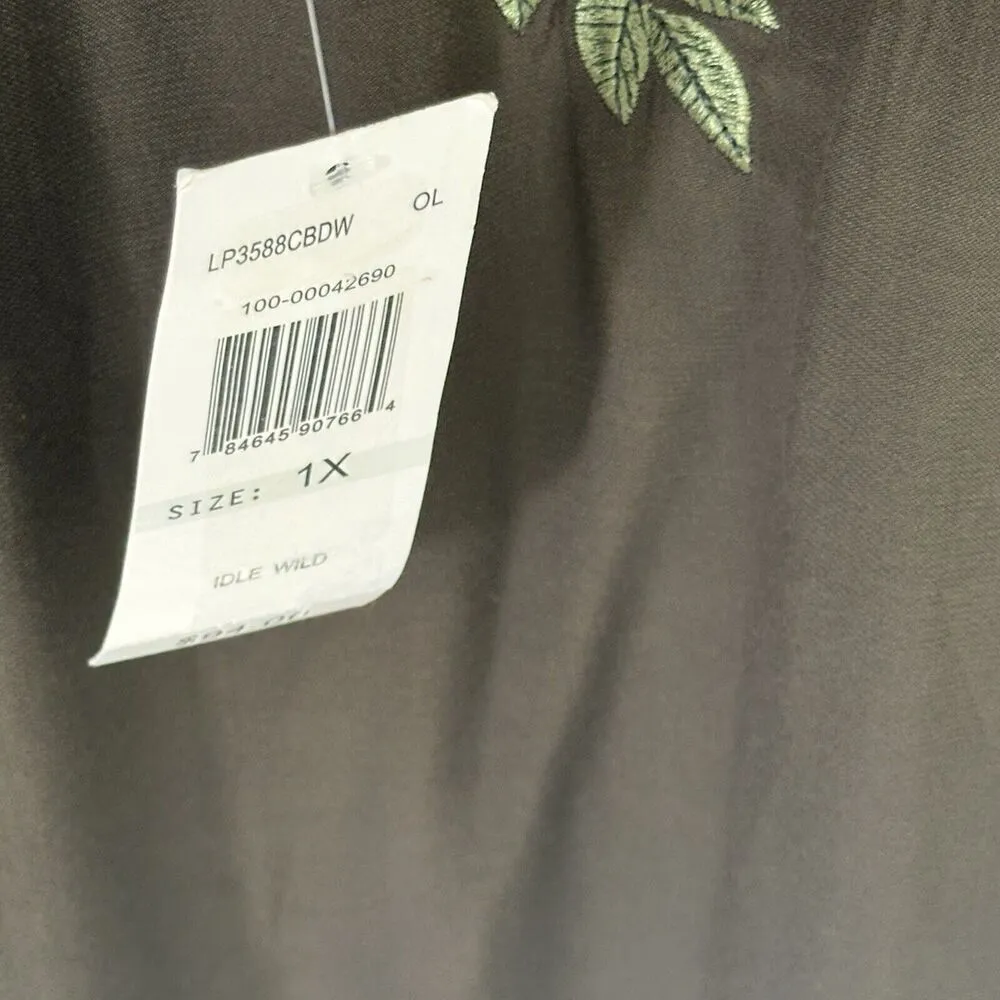 OL
LP3588CBDW
100-00042690
7 84645 90766 4
SIZE: 1X
IDLE WILD